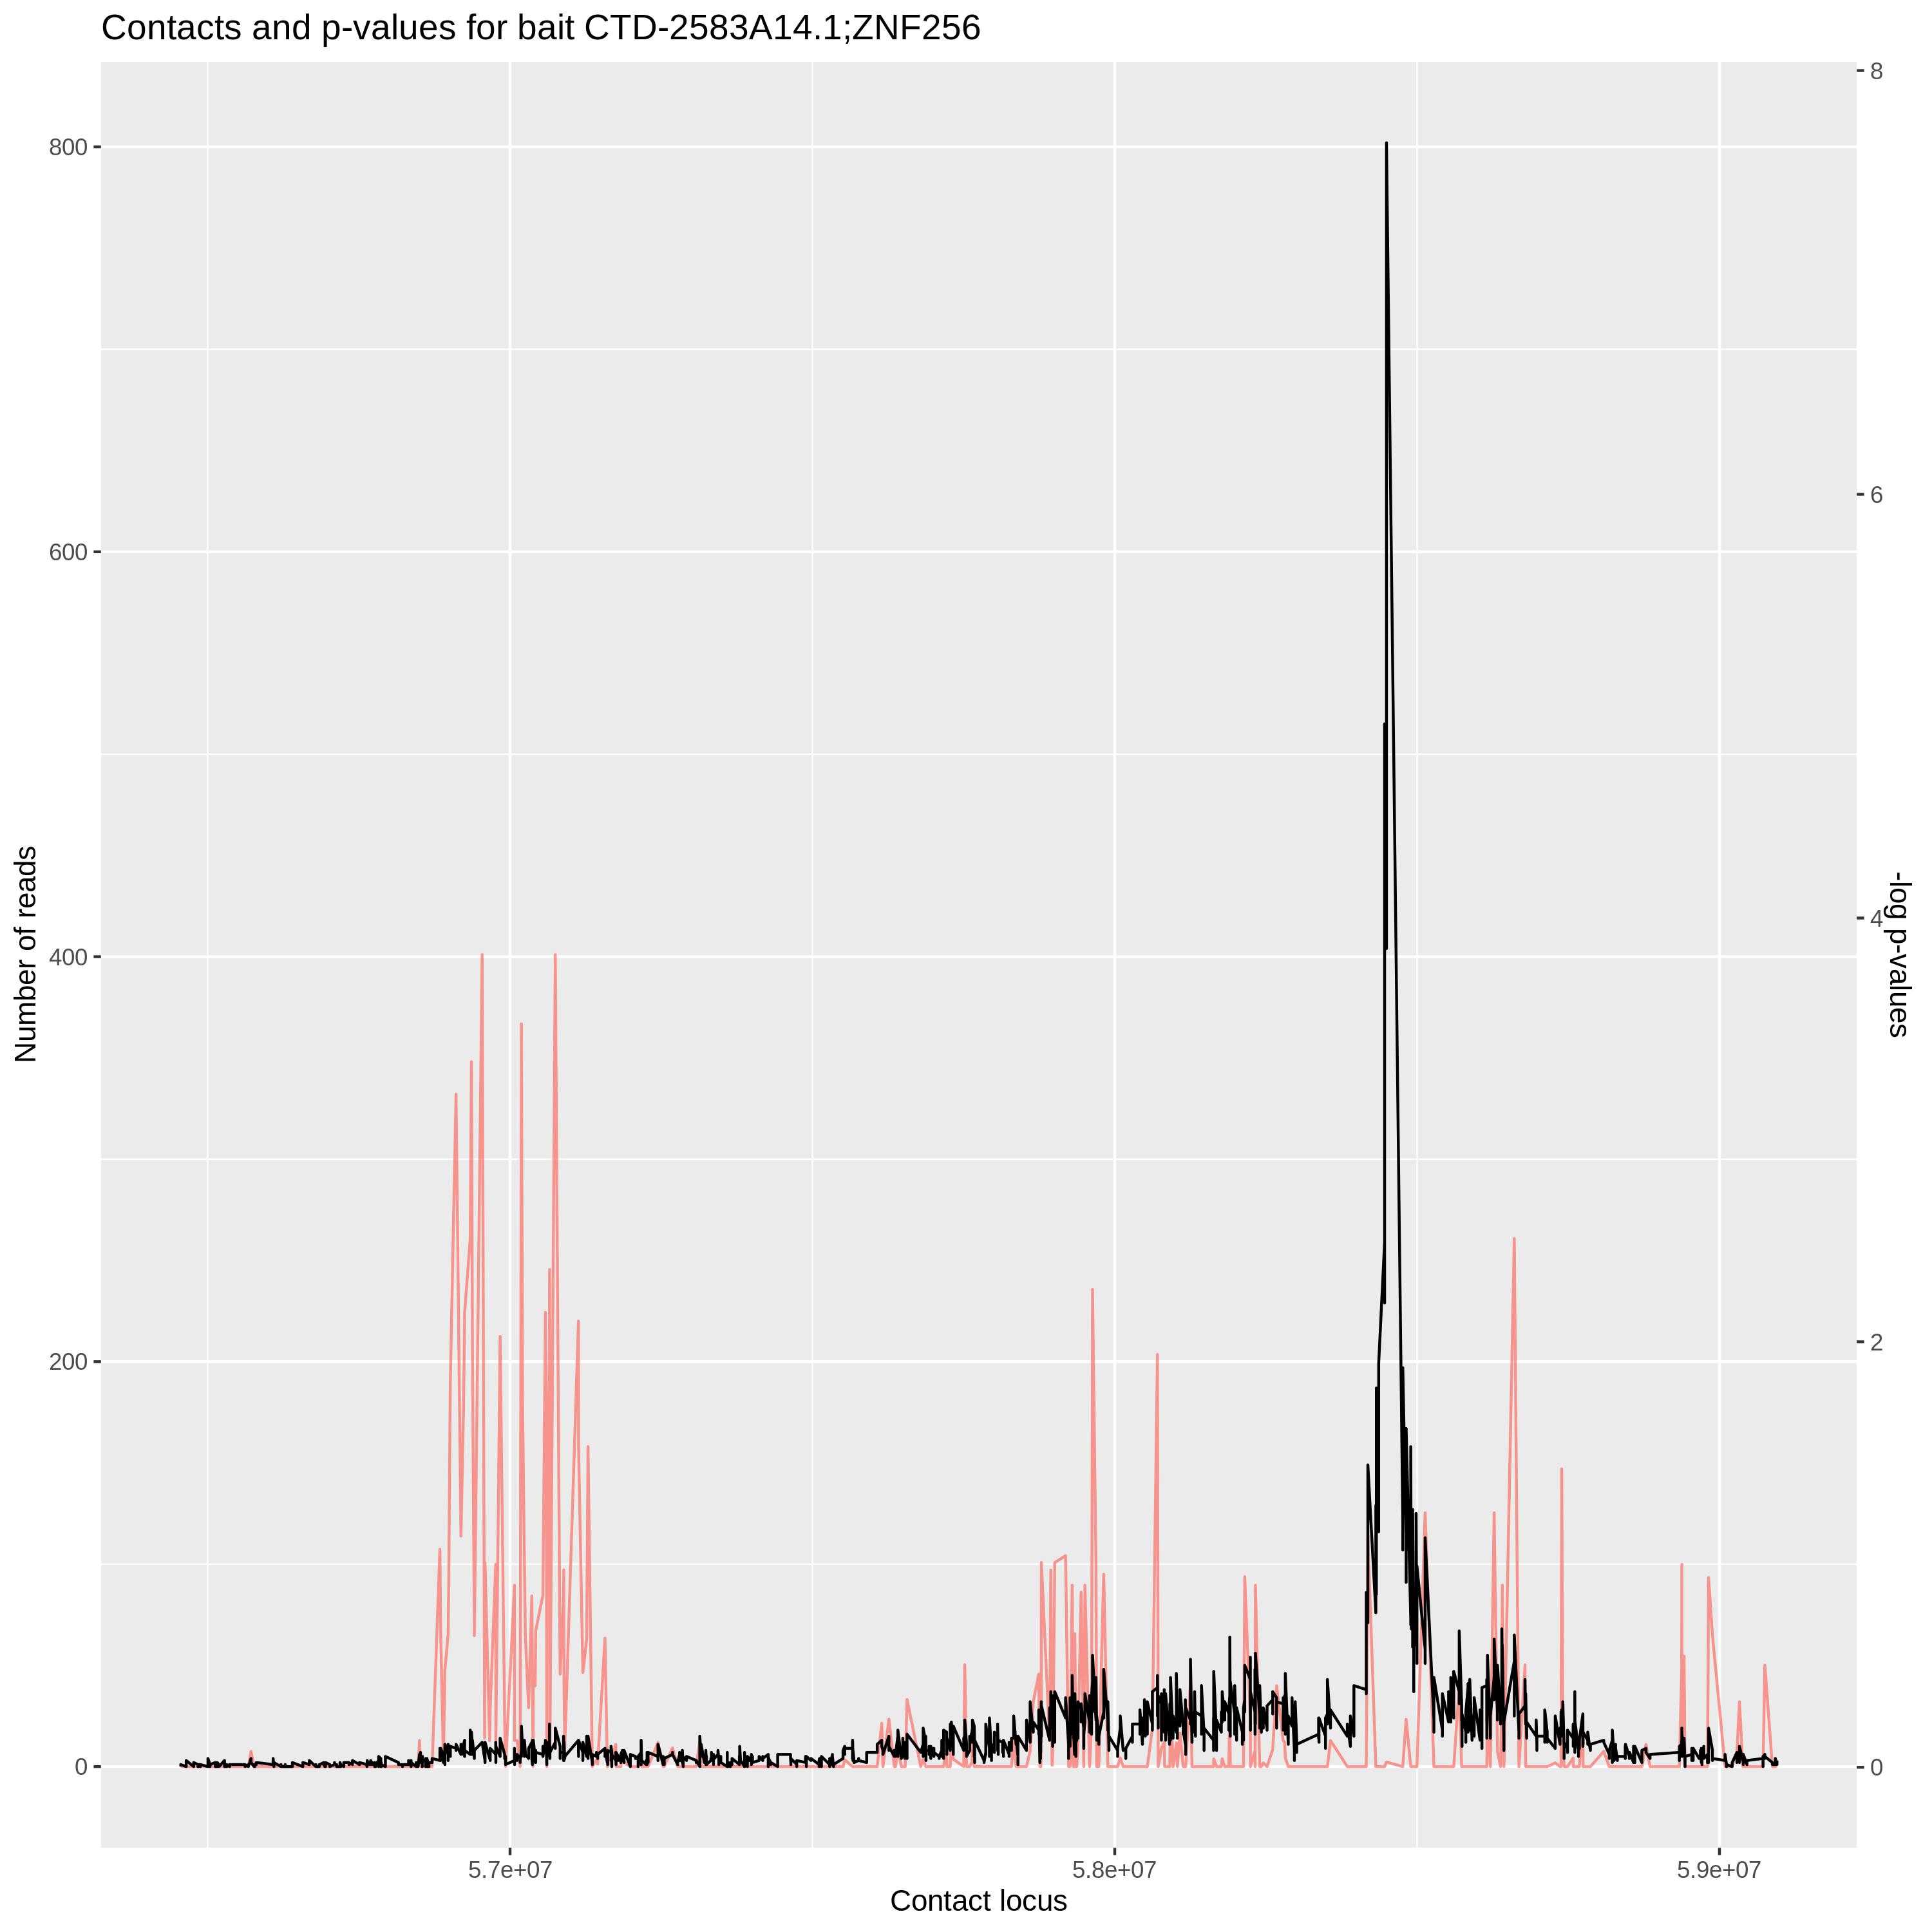 Contacts and p-values for bait CTD-2583A14.1;ZNF256
8
800
6
600
Number of reads
-log p-values
4
400
2
200
0
0
5.7e+07
5.8e+07
5.9e+07
Contact locus